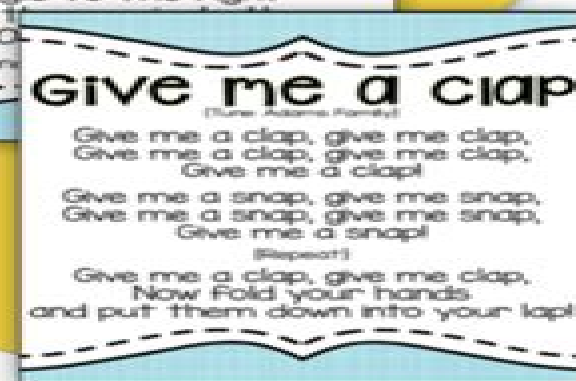 Give me a clap
[Tune: Adams Family]
Give me a clap, give me clap,
Give me a clap, give me clap,
Give me a clap!
Give me a snap, give me snap,
Give me a snap, give me snap,
Give me a snap!
[Repeat]
Give me a clap, give me clap,
Now fold your hands
and put them down into your lap!